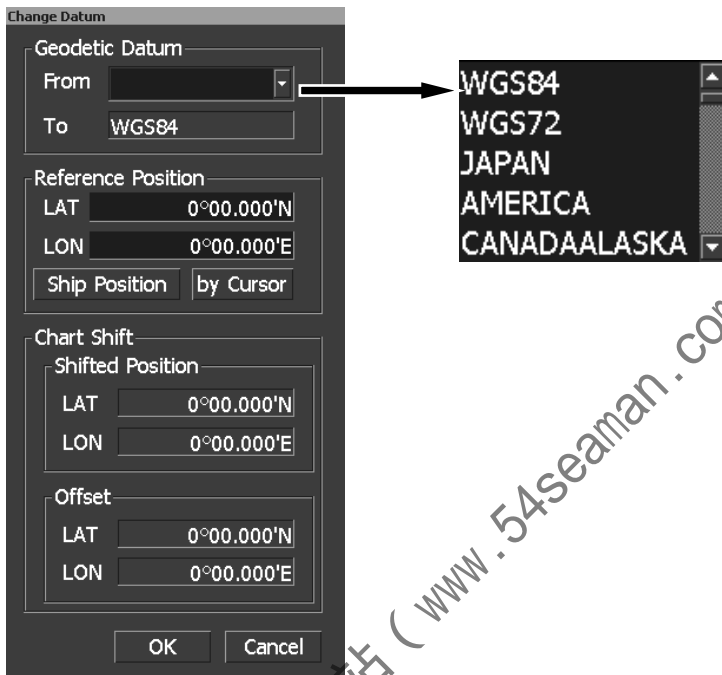 Change Datum
Geodetic Datum
From
To WGS84
Reference Position
LAT 0°00.000'N
LON 0°00.000'E
Ship Position by Cursor
Chart Shift
Shifted Position
LAT 0°00.000'N
LON 0°00.000'E
Offset
LAT 0°00.000'N
LON 0°00.000'E
OK Cancel
WGS84
WGS72
JAPAN
AMERICA
CANADAALASKA
站（www.54seaman.com